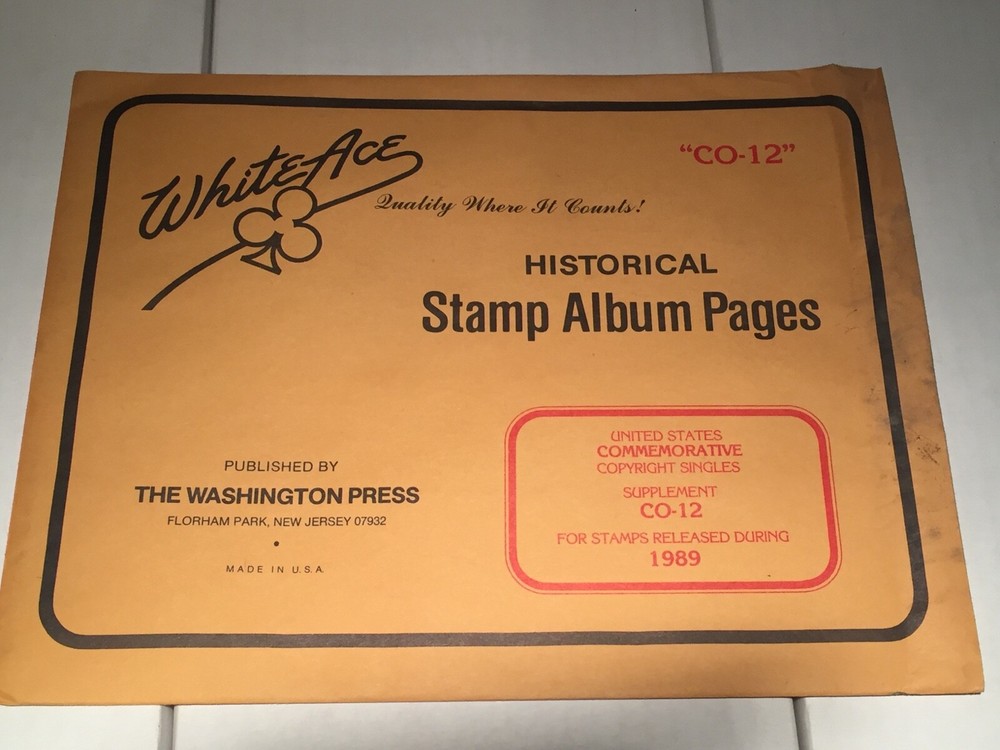 White Ace
"CO-12"
Quality Where It Counts!
HISTORICAL
Stamp Album Pages
PUBLISHED BY
THE WASHINGTON PRESS
FLORHAM PARK, NEW JERSEY 07932
•
MADE IN U.S.A.
UNITED STATES
COMMEMORATIVE
COPYRIGHT SINGLES
SUPPLEMENT
CO-12
FOR STAMPS RELEASED DURING
1989